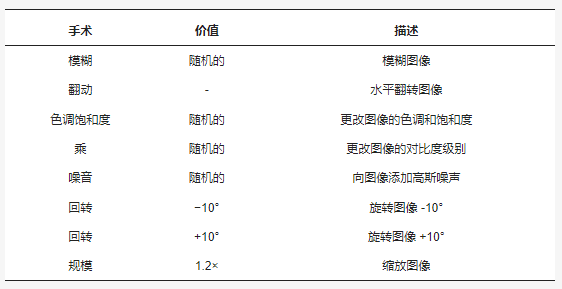 手术 价值 描述
模糊 随机的 模糊图像
翻动 - 水平翻转图像
色调饱和度 随机的 更改图像的色调和饱和度
乘 随机的 更改图像的对比度级别
噪音 随机的 向图像添加高斯噪声
回转 −10° 旋转图像 -10°
回转 +10° 旋转图像 +10°
规模 1.2× 缩放图像